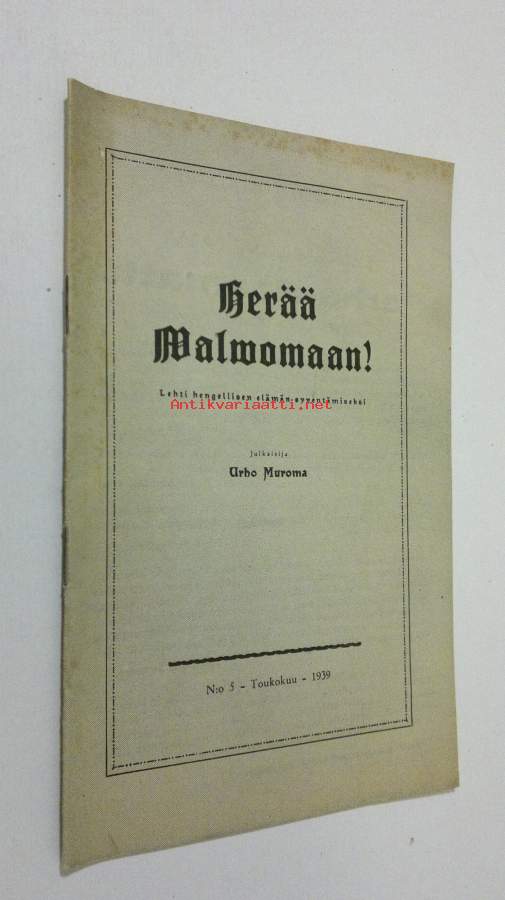 Herää
Walwomaan!
Lehti hengellisen elämän syventämiseksi
Antikvariaatti.net
Julkaisija
Urho Muroma
N:o 5 - Toukokuu - 1939